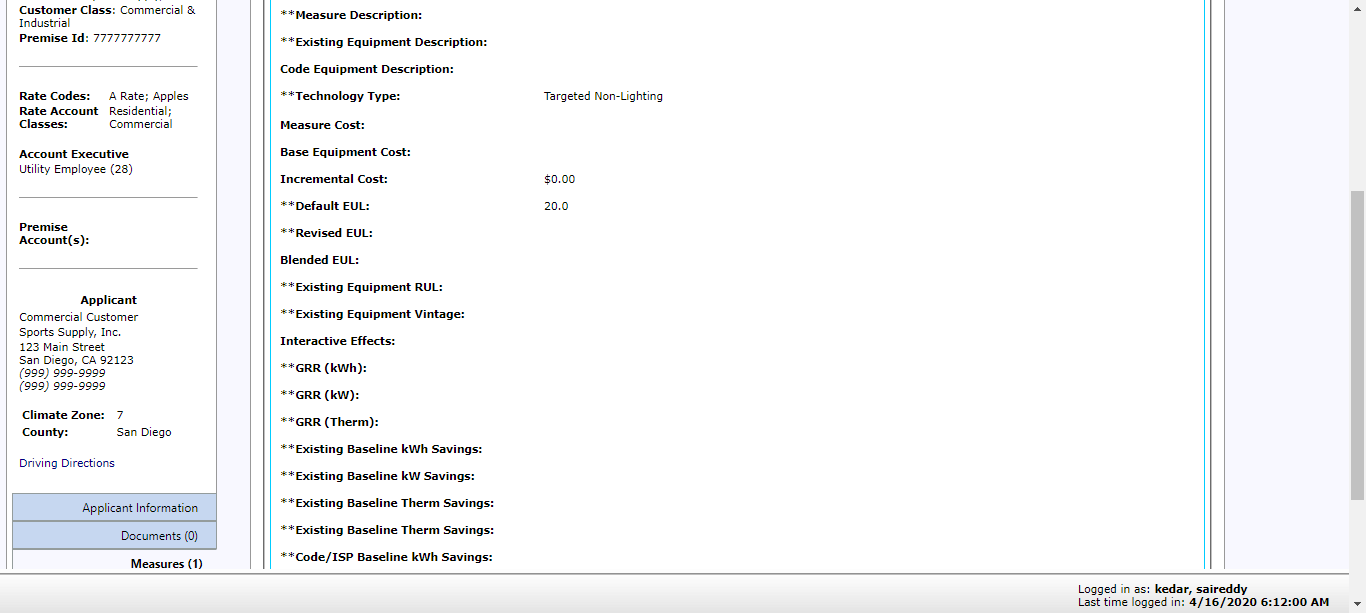 Customer Class: Commercial &
Industrial
Premise Id: 7777777777
Rate Codes: A Rate; Apples
Rate Account Residential;
Classes: Commercial
Account Executive
Utility Employee (28)
Premise
Account(s):
Applicant
Commercial Customer
Sports Supply, Inc.
123 Main Street
San Diego, CA 92123
(999) 999-9999
(999) 999-9999
Climate Zone: 7
County: San Diego
Driving Directions
Applicant Information
Documents (0)
Measures (1)
**Measure Description:
**Existing Equipment Description:
Code Equipment Description:
**Technology Type: Targeted Non-Lighting
Measure Cost:
Base Equipment Cost:
Incremental Cost: $0.00
**Default EUL: 20.0
**Revised EUL:
Blended EUL:
**Existing Equipment RUL:
**Existing Equipment Vintage:
Interactive Effects:
**GRR (kWh):
**GRR (kW):
**GRR (Therm):
**Existing Baseline kWh Savings:
**Existing Baseline kW Savings:
**Existing Baseline Therm Savings:
**Existing Baseline Therm Savings:
**Code/ISP Baseline kWh Savings:
Logged in as: kedar, saireddy
Last time logged in: 4/16/2020 6:12:00 AM